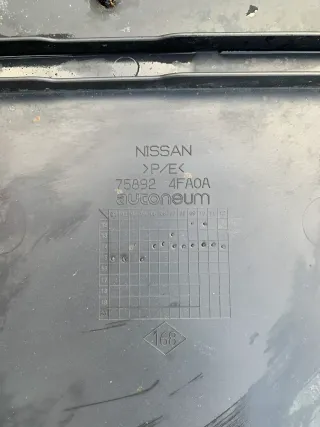 NISSAN
>P/E<
75892 4FA0A
autoneum
168